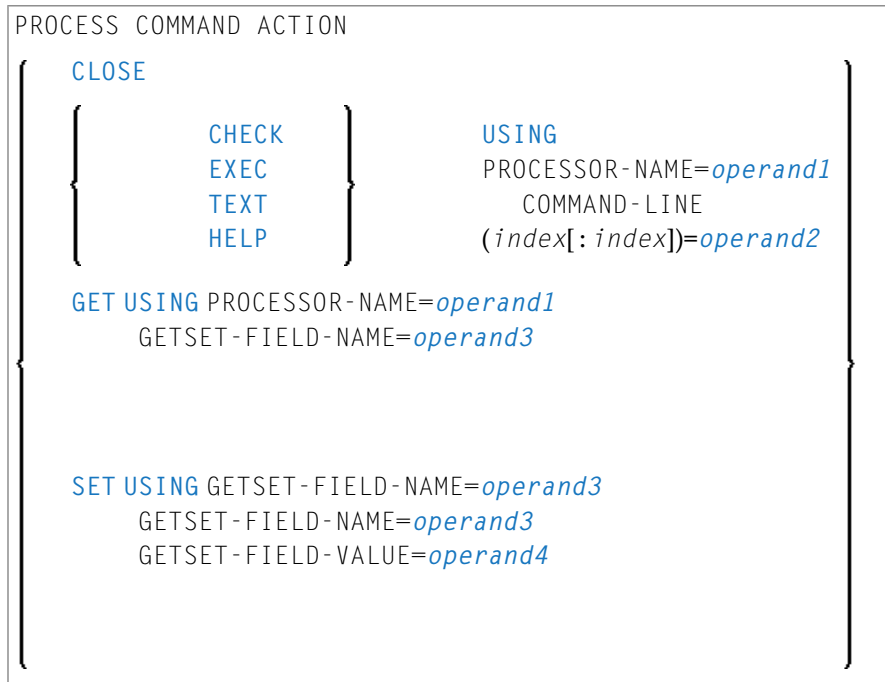 PROCESS COMMAND ACTION
CLOSE
CHECK USING
EXEC PROCESSOR-NAME=operand1
TEXT COMMAND-LINE
HELP (index[:index])=operand2
GET USING PROCESSOR-NAME=operand1
GETSET-FIELD-NAME=operand3
SET USING GETSET-FIELD-NAME=operand3
GETSET-FIELD-NAME=operand3
GETSET-FIELD-VALUE=operand4